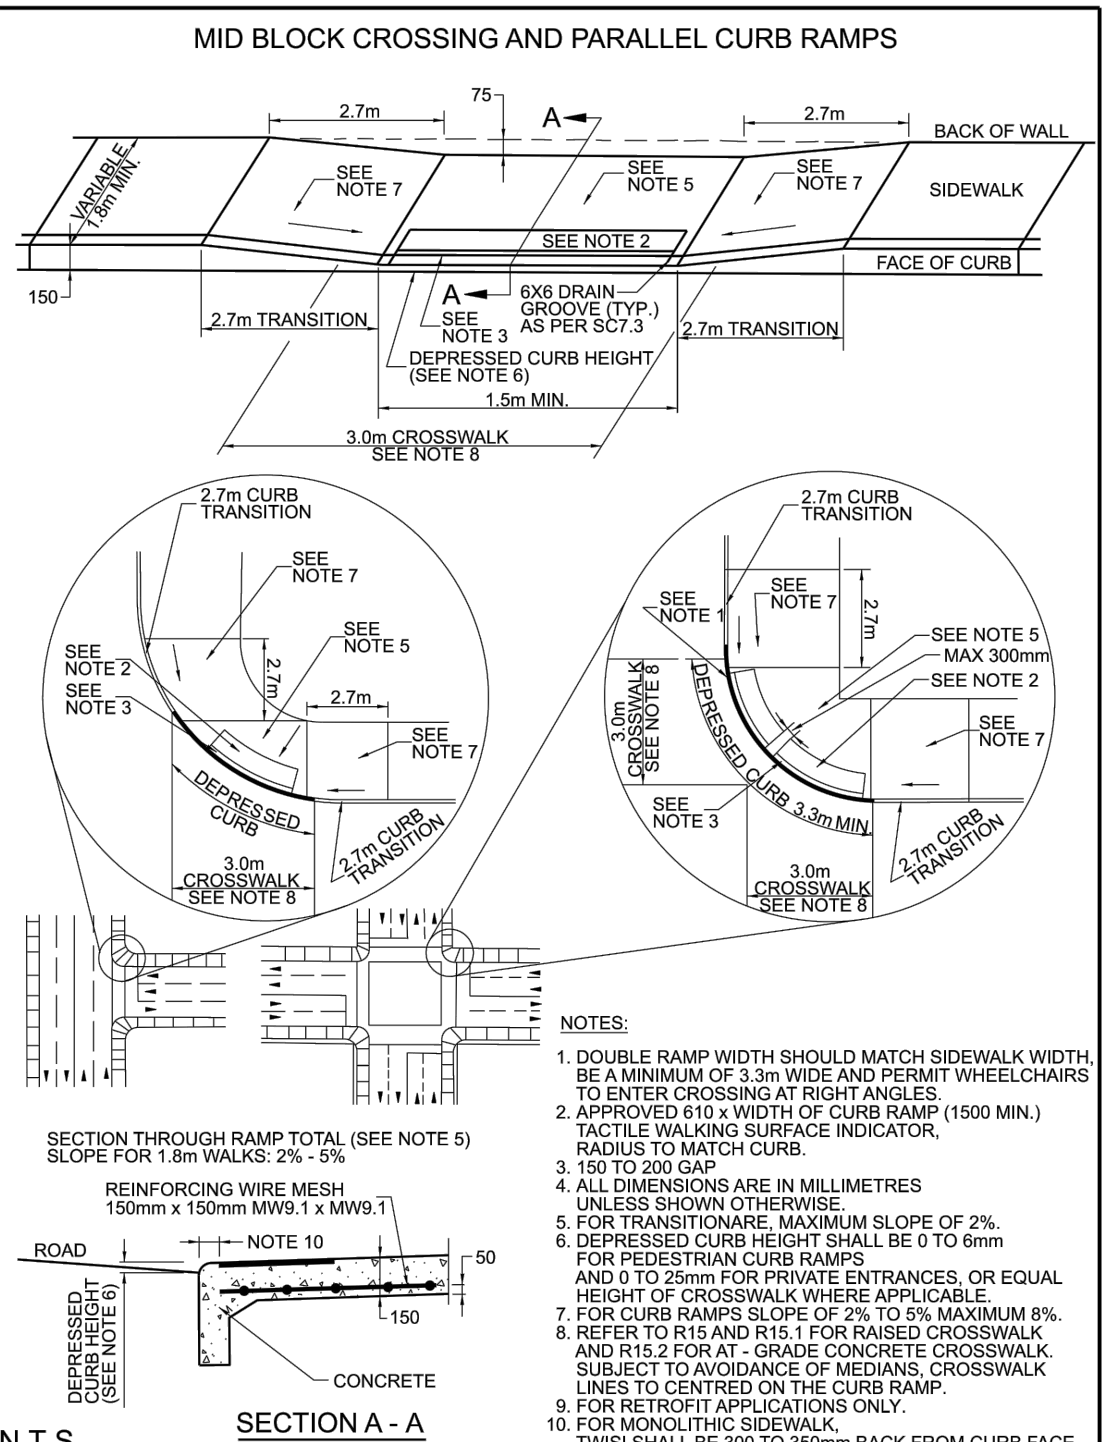 MID BLOCK CROSSING AND PARALLEL CURB RAMPS
75
2.7m
A
2.7m
BACK OF WALL
VARIABLE
1.8m MIN.
SEE
NOTE 7
SEE
NOTE 5
SEE
NOTE 7
SIDEWALK
SEE NOTE 2
FACE OF CURB
150
A
6X6 DRAIN
GROOVE (TYP.)
AS PER SC7.3
SEE
NOTE 3
2.7m TRANSITION
2.7m TRANSITION
DEPRESSED CURB HEIGHT
(SEE NOTE 6)
1.5m MIN.
3.0m CROSSWALK
SEE NOTE 8
2.7m CURB
TRANSITION
SEE
NOTE 7
SEE
NOTE 5
SEE
NOTE 2
SEE
NOTE 3
2.7m
2.7m
SEE
NOTE 7
DEPRESSED
CURB
2.7m CURB
TRANSITION
3.0m
CROSSWALK
SEE NOTE 8
2.7m CURB
TRANSITION
SEE
NOTE 1
SEE
NOTE 7
2.7m
SEE NOTE 5
MAX 300mm
SEE NOTE 2
3.0m
CROSSWALK
SEE NOTE 8
DEPRESSED CURB 3.3m MIN.
SEE
NOTE 7
SEE
NOTE 3
2.7m CURB
TRANSITION
3.0m
CROSSWALK
SEE NOTE 8
NOTES:
1. DOUBLE RAMP WIDTH SHOULD MATCH SIDEWALK WIDTH,
BE A MINIMUM OF 3.3m WIDE AND PERMIT WHEELCHAIRS
TO ENTER CROSSING AT RIGHT ANGLES.
2. APPROVED 610 x WIDTH OF CURB RAMP (1500 MIN.)
TACTILE WALKING SURFACE INDICATOR,
RADIUS TO MATCH CURB.
3. 150 TO 200 GAP
4. ALL DIMENSIONS ARE IN MILLIMETRES
UNLESS SHOWN OTHERWISE.
5. FOR TRANSITIONARE, MAXIMUM SLOPE OF 2%.
6. DEPRESSED CURB HEIGHT SHALL BE 0 TO 6mm
FOR PEDESTRIAN CURB RAMPS
AND 0 TO 25mm FOR PRIVATE ENTRANCES, OR EQUAL
HEIGHT OF CROSSWALK WHERE APPLICABLE.
7. FOR CURB RAMPS SLOPE OF 2% TO 5% MAXIMUM 8%.
8. REFER TO R15 AND R15.1 FOR RAISED CROSSWALK
AND R15.2 FOR AT - GRADE CONCRETE CROSSWALK.
SUBJECT TO AVOIDANCE OF MEDIANS, CROSSWALK
LINES TO CENTRED ON THE CURB RAMP.
9. FOR RETROFIT APPLICATIONS ONLY.
10. FOR MONOLITHIC SIDEWALK,
TWSI SHALL BE 300 TO 350mm BACK FROM CURB FACE
SECTION THROUGH RAMP TOTAL (SEE NOTE 5)
SLOPE FOR 1.8m WALKS: 2% - 5%
REINFORCING WIRE MESH
150mm x 150mm MW9.1 x MW9.1
ROAD
NOTE 10
50
DEPRESSED
CURB HEIGHT
(SEE NOTE 6)
150
CONCRETE
SECTION A - A
N.T.S.